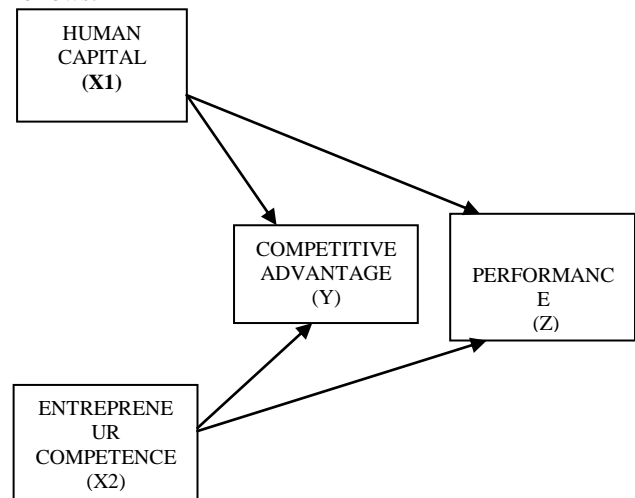 HUMAN
CAPITAL
(X1)
COMPETITIVE
ADVANTAGE
(Y)
PERFORMANC
E
(Z)
ENTREPRENE
UR
COMPETENCE
(X2)